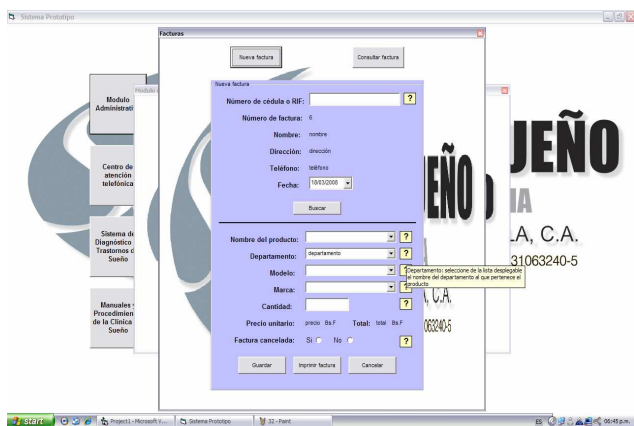 Sistema Prototipo
Facturas
Nueva factura
Consultar factura
Modulo
Administrati
Centro de
atención
telefónica
Sistema de
Diagnóstico
Trastornos d
Sueño
Manuales y
Procedimien
de la Clínica
Sueño
Nueva factura
Número de cédula o RIF:
?
Número de factura: 6
Nombre: nombre
Dirección: dirección
Teléfono: teléfono
Fecha: 18/03/2008
Buscar
Nombre del producto:
?
Departamento: departamento
?
Modelo:
?
Departamento: seleccione de la lista desplegable
el nombre del departamento al que pertenece el
producto
Marca:
?
Cantidad:
?
Precio unitario: precio Bs.F Total: total Bs.F
Factura cancelada: Si No
?
Guardar
Imprimir factura
Cancelar
UEÑO
IA
LA, C.A.
31063240-5
EÑO
A
, C.A.
063240-5
start
Project1 - Microsoft V...
Sistema Prototipo
32 - Paint
ES
06:45 p.m.